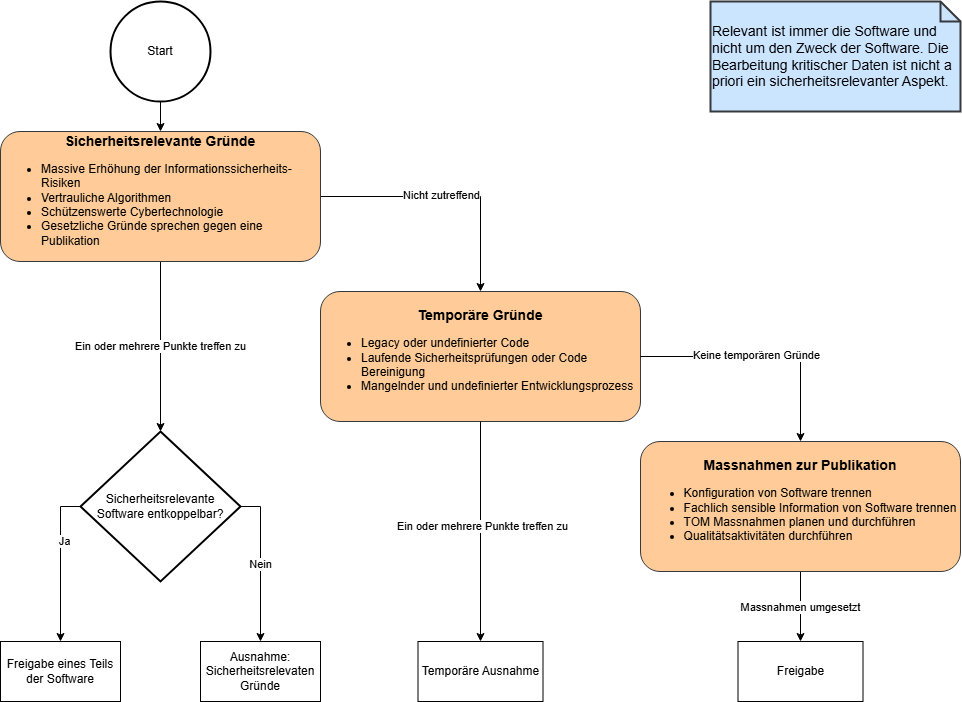 Start
Relevant ist immer die Software und
nicht um den Zweck der Software. Die
Bearbeitung kritischer Daten ist nicht a
priori ein sicherheitsrelevanter Aspekt.
Sicherheitsrelevante Gründe
• Massive Erhöhung der Informationssicherheits-
Risiken
• Vertrauliche Algorithmen
• Schützenswerte Cybertechnologie
• Gesetzliche Gründe sprechen gegen eine
Publikation
Nicht zutreffend
Temporäre Gründe
• Legacy oder undefinierter Code
• Laufende Sicherheitsprüfungen oder Code
Bereinigung
• Mangelnder und undefinierter Entwicklungsprozess
Ein oder mehrere Punkte treffen zu
Keine temporären Gründe
Massnahmen zur Publikation
• Konfiguration von Software trennen
• Fachlich sensible Information von Software trennen
• TOM Massnahmen planen und durchführen
• Qualitätsaktivitäten durchführen
Sicherheitsrelevante
Software entkoppelbar?
Ja
Nein
Ein oder mehrere Punkte treffen zu
Massnahmen umgesetzt
Freigabe eines Teils
der Software
Ausnahme:
Sicherheitsrelevaten
Gründe
Temporäre Ausnahme
Freigabe